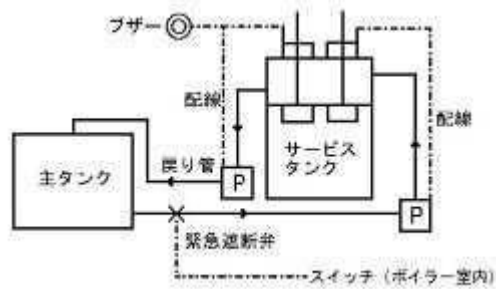 ブザー
配線
配線
サービス
タンク
主タンク
戻り管
P
P
緊急遮断弁
スイッチ（ボイラー室内）